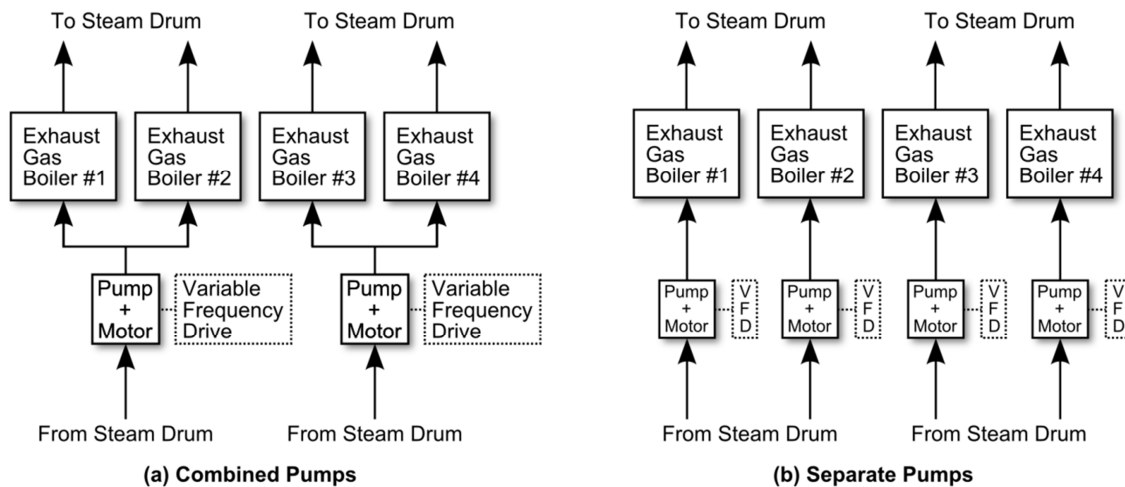 To Steam Drum
To Steam Drum
Exhaust
Gas
Boiler #1
Exhaust
Gas
Boiler #2
Exhaust
Gas
Boiler #3
Exhaust
Gas
Boiler #4
Pump
+
Motor
Variable
Frequency
Drive
Pump
+
Motor
Variable
Frequency
Drive
From Steam Drum
From Steam Drum
(a) Combined Pumps
To Steam Drum
To Steam Drum
Exhaust
Gas
Boiler #1
Exhaust
Gas
Boiler #2
Exhaust
Gas
Boiler #3
Exhaust
Gas
Boiler #4
Pump
+
Motor
V
F
D
Pump
+
Motor
V
F
D
Pump
+
Motor
V
F
D
Pump
+
Motor
V
F
D
From Steam Drum
From Steam Drum
(b) Separate Pumps